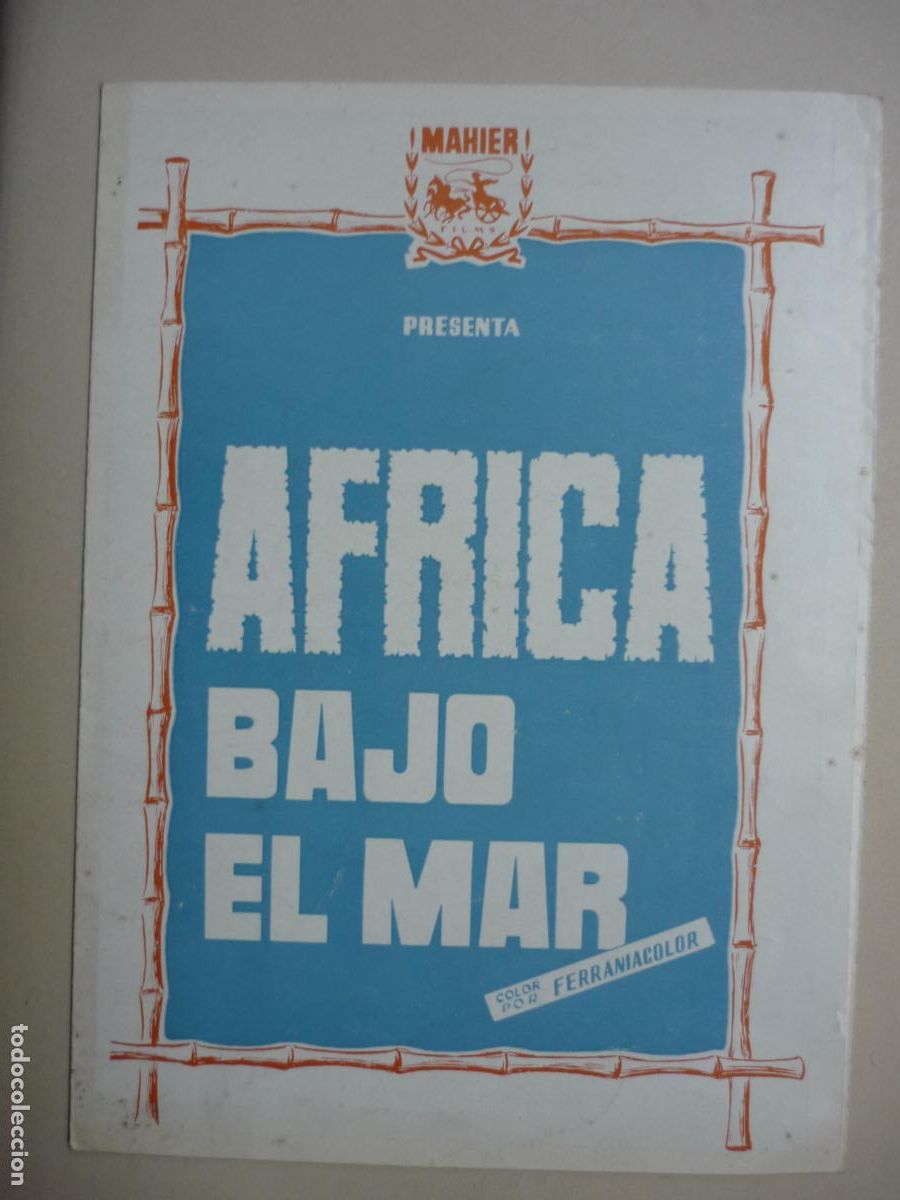 MAHIER
FILMS
PRESENTA
AFRICA
BAJO
EL MAR
COLOR
POR
FERRANIACOLOR
todocoleccion